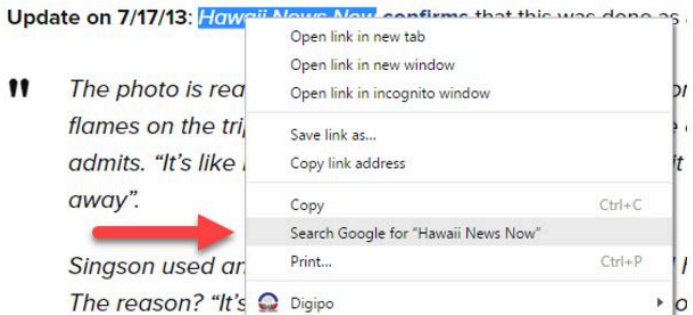 Update on 7/17/13: Hawaii News Now confirms that this was done as
Open link in new tab
Open link in new window
Open link in incognito window
Save link as...
Copy link address
Copy Ctrl+C
Search Google for "Hawaii News Now"
Print... Ctrl+P
Digipo
" The photo is rea
flames on the
admits. "It's like
away".
Singson used
The reason? "It's